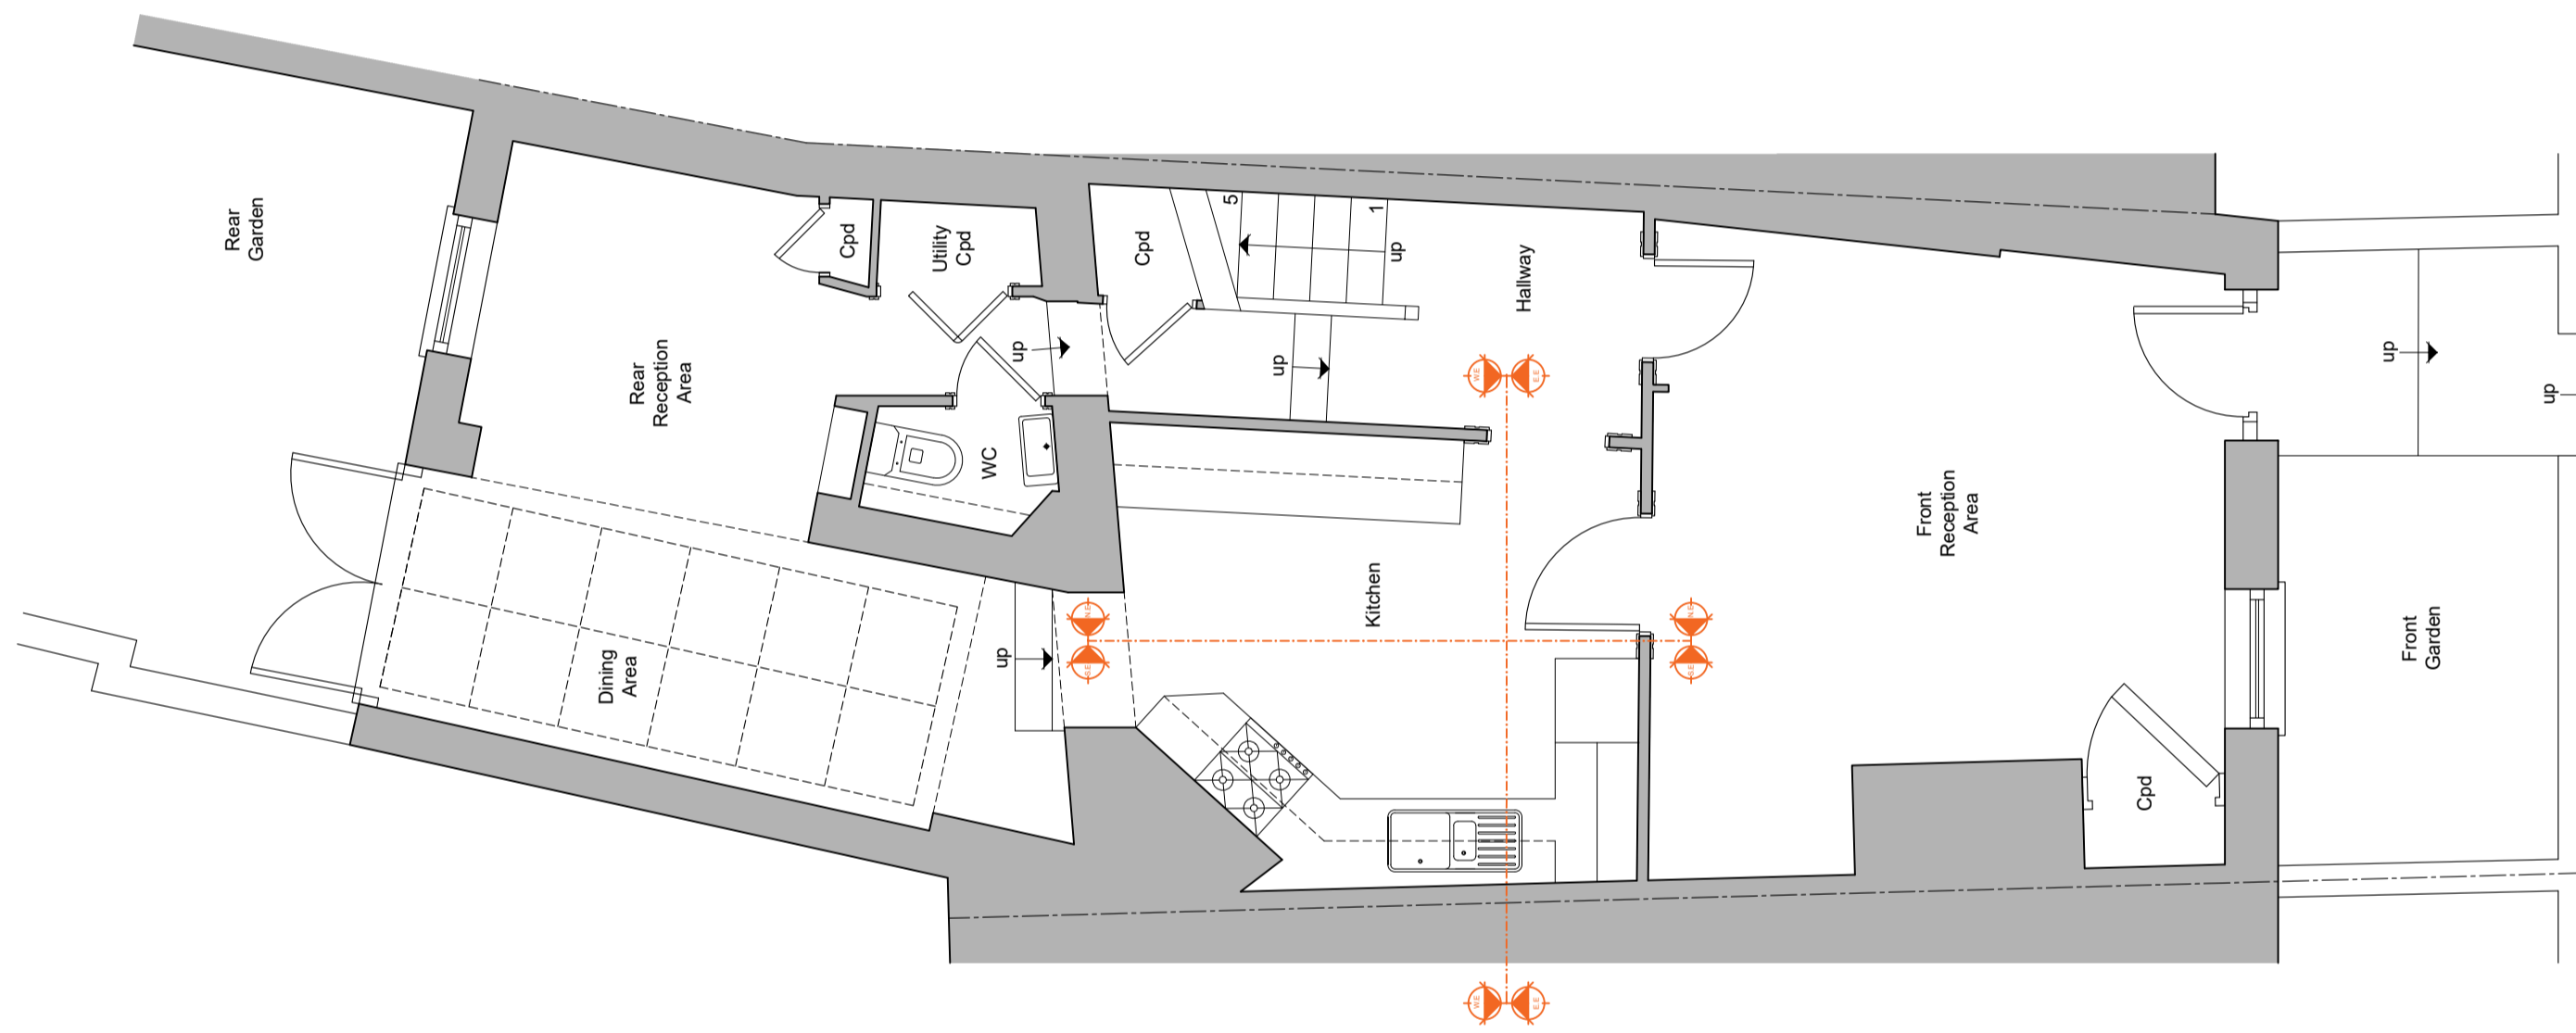 Rear
Garden
Rear
Reception
Area
Cpd
Utility
Cpd
up
WC
Dining
Area
up
Cpd
5
1
up
up
Hallway
Kitchen
W.E
E.E
N.E
S.E
N.E
S.E
W.E
E.E
Front
Reception
Area
Cpd
up
up
Front
Garden